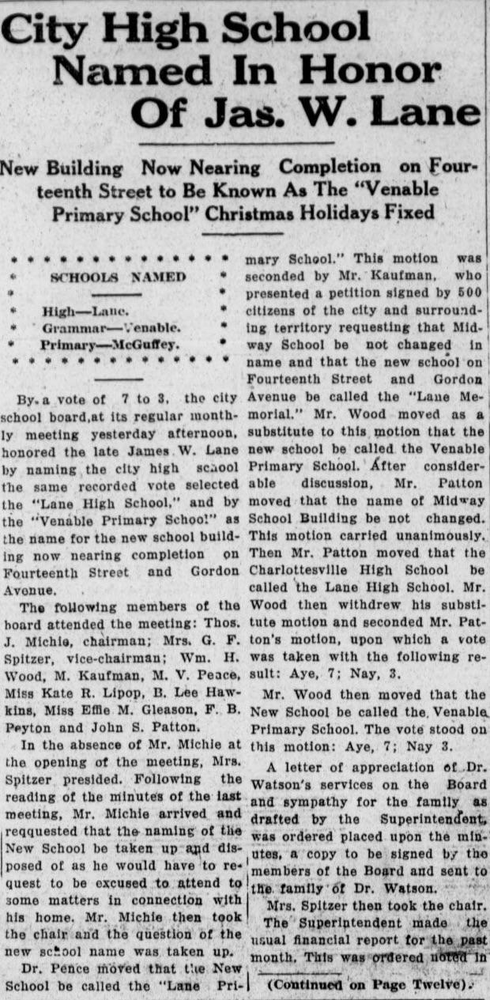 City High School
Named In Honor
Of Jas. W. Lane
New Building Now Nearing Completion on Four-
teenth Street to Be Known As The "Venable
Primary School" Christmas Holidays Fixed
* * * * * * * * * * * * * *
* SCHOOLS NAMED *
* *
* High—Lane. *
* Grammar—Venable. *
* Primary—McGuffey. *
* * * * * * * * * * * * * *
By a vote of 7 to 3, the city
school board,at its regular month-
ly meeting yesterday afternoon,
honored the late James W. Lane
by naming the city high school
the same recorded vote selected
the "Lane High School," and by
the "Venable Primary School" as
the name for the new school build-
ing now nearing completion on
Fourteenth Street and Gordon
Avenue.
The following members of the
board attended the meeting: Thos.
J. Michie, chairman; Mrs. G. F.
Spitzer, vice-chairman; Wm. H.
Wood, M. Kaufman, M. V. Peace,
Miss Kate R. Lipop, B. Lee Haw-
kins, Miss Effie M. Gleason, F. B.
Peyton and John S. Patton.
In the absence of Mr. Michie at
the opening of the meeting, Mrs.
Spitzer presided. Following the
reading of the minutes of the last
meeting, Mr. Michie arrived and
reqquested that the naming of the
New School be taken up and dis-
posed of as he would have to re-
quest to be excused to attend to
some matters in connection with
his home. Mr. Michie then took
the chair and the question of the
new school name was taken up.
Dr. Pence moved that the New
School be called the "Lane Pri-
mary School." This motion was
seconded by Mr. Kaufman, who
presented a petition signed by 500
citizens of the city and surround-
ing territory requesting that Mid-
way School be not changed in
name and that the new school on
Fourteenth Street and Gordon
Avenue be called the "Lane Me-
morial." Mr. Wood moved as a
substitute to this motion that the
new school be called the Venable
Primary School. After consider-
able discussion, Mr. Patton
moved that the name of Midway
School Building be not changed.
This motion carried unanimously.
Then Mr. Patton moved that the
Charlottesville High School be
called the Lane High School. Mr.
Wood then withdrew his substi-
tute motion and seconded Mr. Pat-
ton's motion, upon which a vote
was taken with the following re-
sult: Aye, 7; Nay, 3.
Mr. Wood then moved that the
New School be called the Venable
Primary School. The vote stood on
this motion: Aye, 7; Nay 3.
A letter of appreciation of Dr.
Watson's services on the Board
and sympathy for the family as
drafted by the Superintendent,
was ordered placed upon the min-
utes, a copy to be signed by the
members of the Board and sent to
the family of Dr. Watson.
Mrs. Spitzer then took the chair.
The Superintendent made the
usual financial report for the past
month. This was ordered noted in
(Continued on Page Twelve).